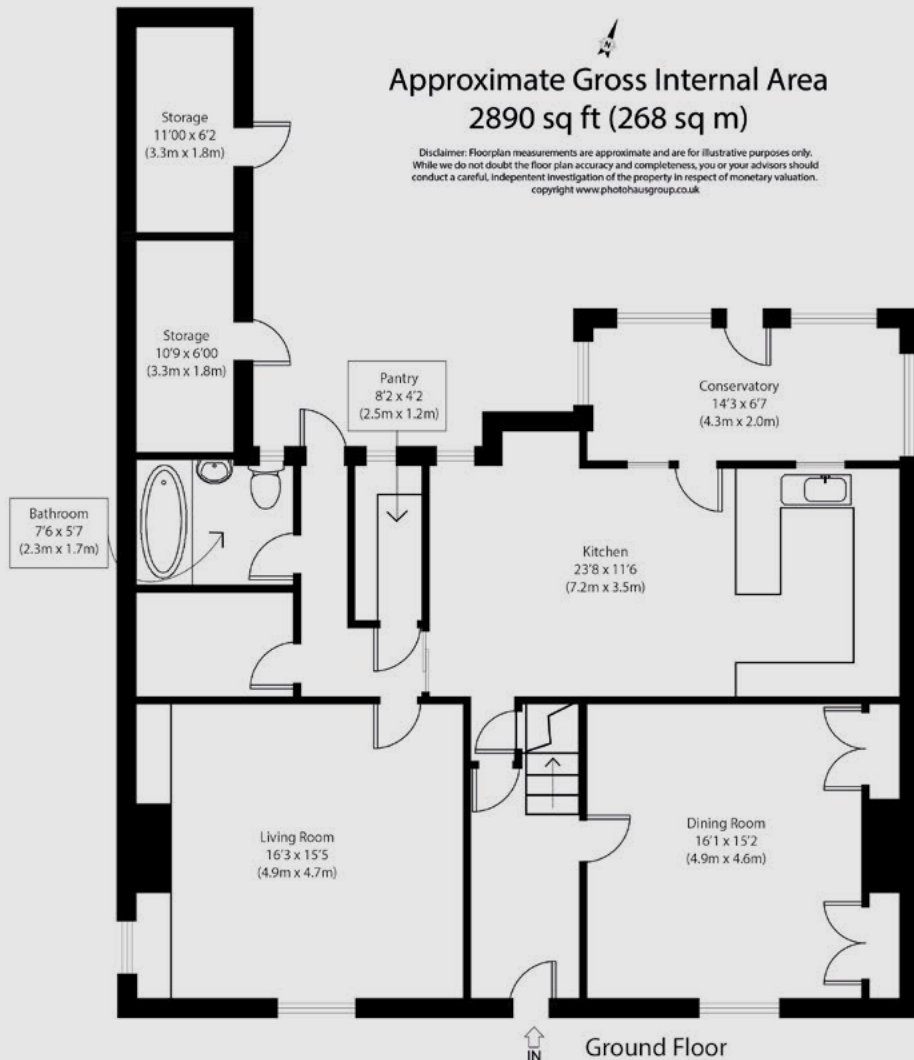 N
Approximate Gross Internal Area
2890 sq ft (268 sq m)
Disclaimer: Floorplan measurements are approximate and are for illustrative purposes only.
While we do not doubt the floor plan accuracy and completeness, you or your advisors should
conduct a careful, independent investigation of the property in respect of monetary valuation.
copyright www.photohausgroup.co.uk
Storage
11'00 x 6'2
(3.3m x 1.8m)
Storage
10'9 x 6'00
(3.3m x 1.8m)
Pantry
8'2 x 4'2
(2.5m x 1.2m)
Conservatory
14'3 x 6'7
(4.3m x 2.0m)
Bathroom
7'6 x 5'7
(2.3m x 1.7m)
Kitchen
23'8 x 11'6
(7.2m x 3.5m)
Living Room
16'3 x 15'5
(4.9m x 4.7m)
Dining Room
16'1 x 15'2
(4.9m x 4.6m)
IN
Ground Floor